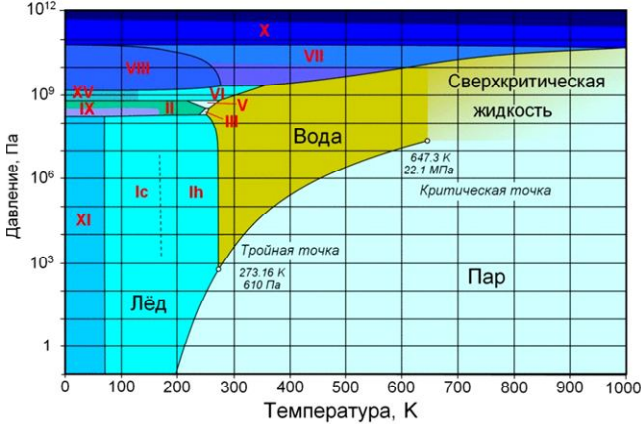 10¹²
X
VII
VIII
Сверхкритическая
жидкость
XV
VI
10⁹
IX
II
V
III
Вода
Давление, Па
647.3 K
22.1 МПа
Критическая точка
10⁶
Ic
Ih
XI
Тройная точка
10³
273.16 K
610 Па
Пар
Лёд
1
0 100 200 300 400 500 600 700 800 900 1000
Температура, К